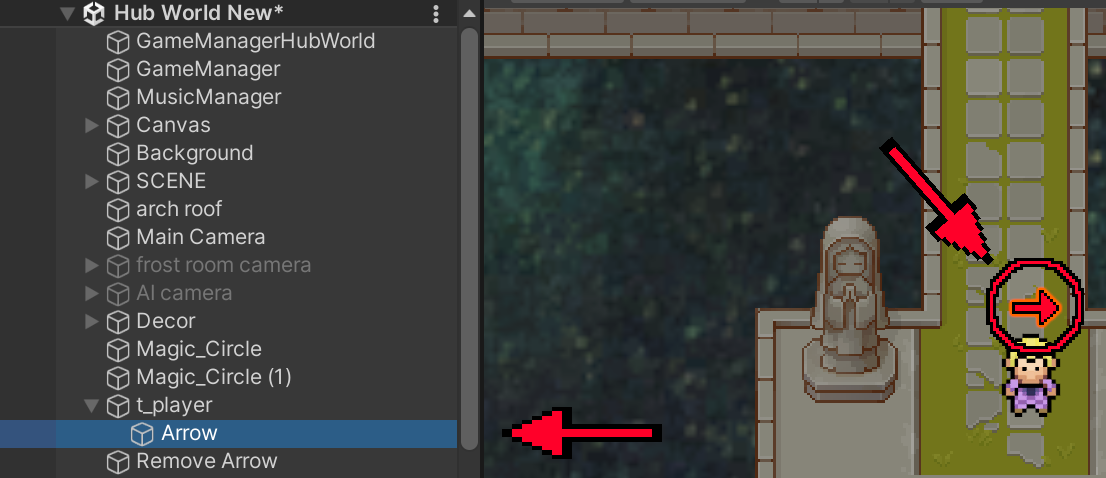 Hub World New*
GameManagerHubWorld
GameManager
MusicManager
Canvas
Background
SCENE
arch roof
Main Camera
frost room camera
AI camera
Decor
Magic_Circle
Magic_Circle (1)
t_player
Arrow
Remove Arrow